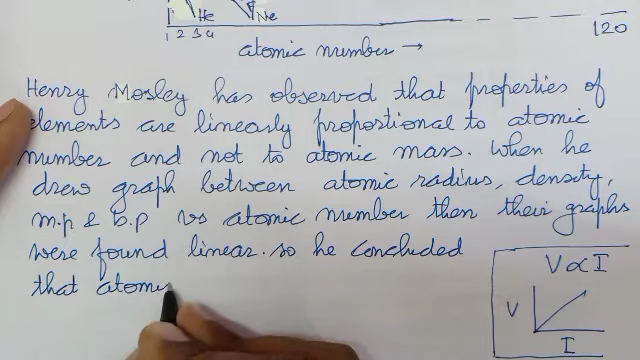 He Ne
1 2 3 4 120
atomic number →
Henry Mosley has observed that properties of
elements are linearly proportional to atomic
number and not to atomic mass. When he
drew graph between atomic radius, density,
m.p & b.p vs atomic number then their graphs
were found linear. so he concluded
that atomi
V∝I
V
I